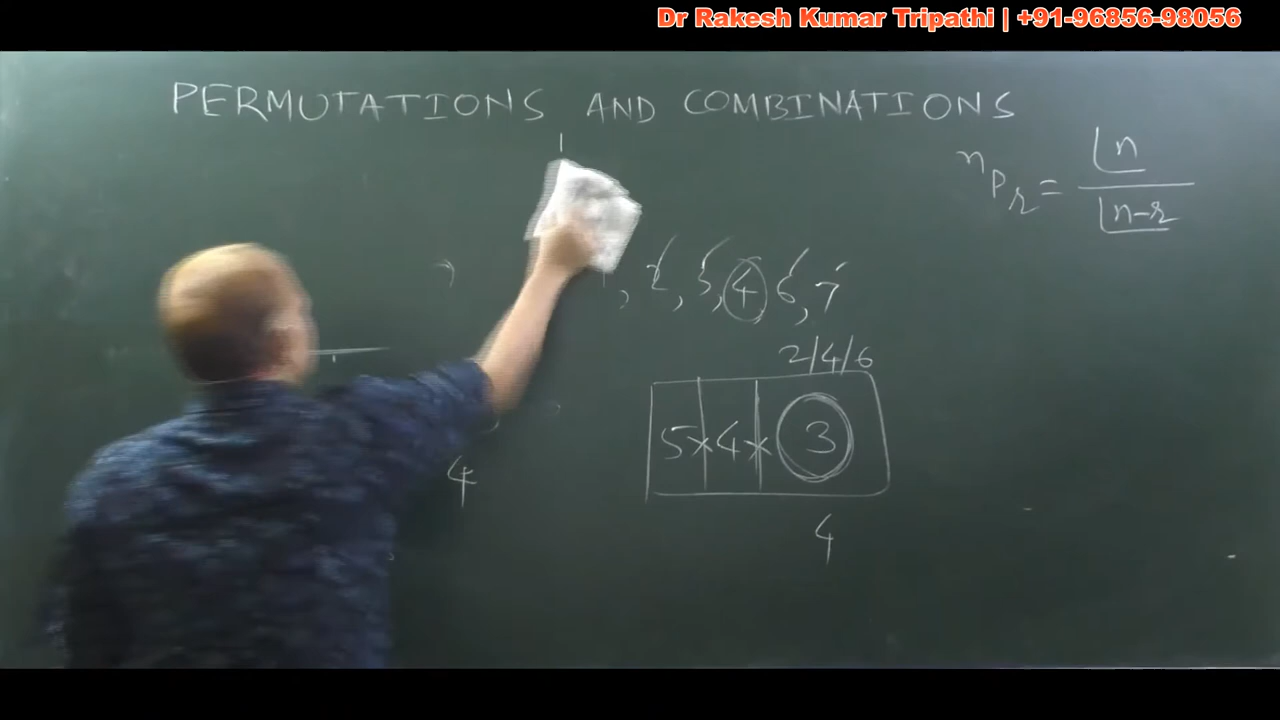 Dr Rakesh Kumar Tripathi | +91-96856-98056
PERMUTATIONS AND COMBINATIONS
nPr = ⌊n / ⌊n-r
, 2, 5, 4 6, 7
2/4/6
5 x 4 x 3
4
4